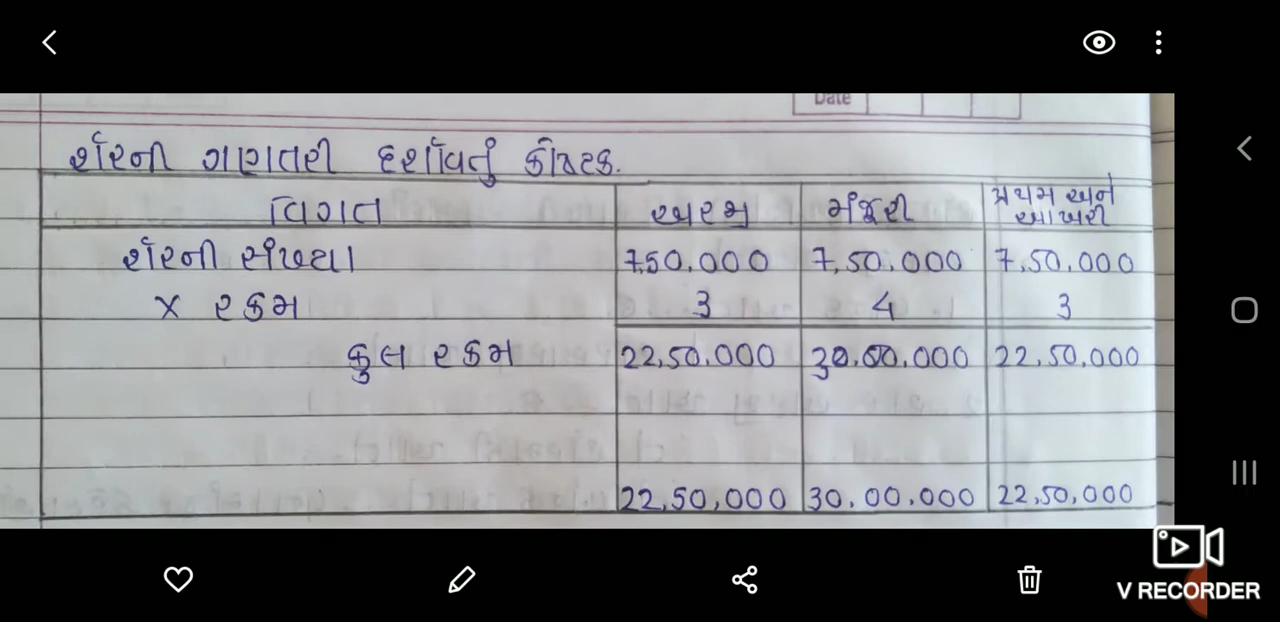 Date
શૅરની ગણતરી દર્શાવતું કોષ્ટક.
વિગત અરજી મંજૂરી પ્રથમ અને આખરી
શૅરની સંખ્યા 7,50,000 7,50,000 7,50,000
× રકમ 3 4 3
કુલ રકમ 22,50,000 30,00,000 22,50,000
22,50,000 30,00,000 22,50,000
V RECORDER